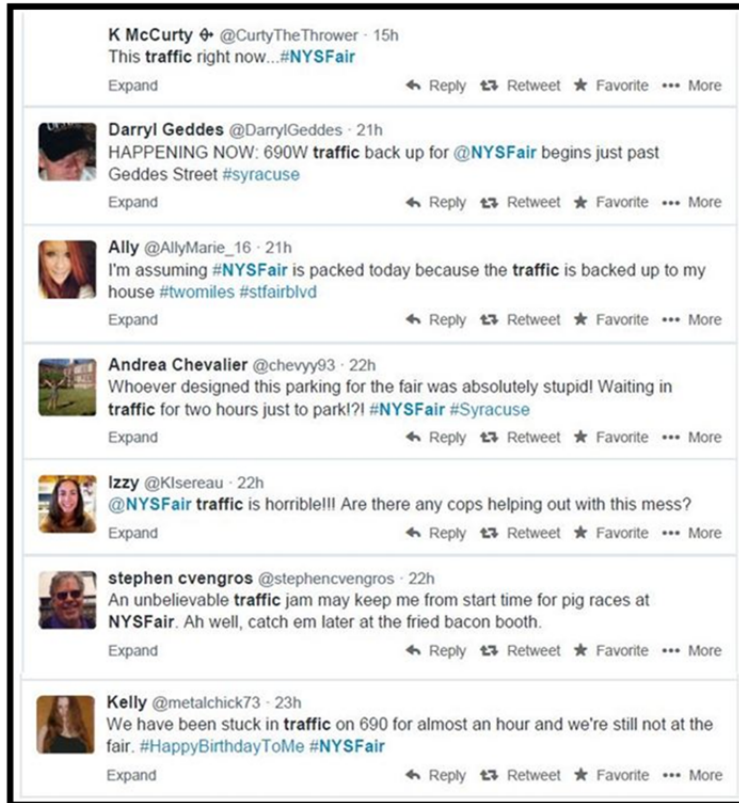 K McCurty @CurtyTheThrower · 15h
This traffic right now...#NYSFair
Expand Reply Retweet Favorite More
Darryl Geddes @DarrylGeddes · 21h
HAPPENING NOW: 690W traffic back up for @NYSFair begins just past
Geddes Street #syracuse
Expand Reply Retweet Favorite More
Ally @AllyMarie_16 · 21h
I'm assuming #NYSFair is packed today because the traffic is backed up to my
house #twomiles #stfairblvd
Expand Reply Retweet Favorite More
Andrea Chevalier @chevyy93 · 22h
Whoever designed this parking for the fair was absolutely stupid! Waiting in
traffic for two hours just to park!?! #NYSFair #Syracuse
Expand Reply Retweet Favorite More
Izzy @KIsereau · 22h
@NYSFair traffic is horrible!!! Are there any cops helping out with this mess?
Expand Reply Retweet Favorite More
stephen cvengros @stephencvengros · 22h
An unbelievable traffic jam may keep me from start time for pig races at
NYSFair. Ah well, catch em later at the fried bacon booth.
Expand Reply Retweet Favorite More
Kelly @metalchick73 · 23h
We have been stuck in traffic on 690 for almost an hour and we're still not at the
fair. #HappyBirthdayToMe #NYSFair
Expand Reply Retweet Favorite More